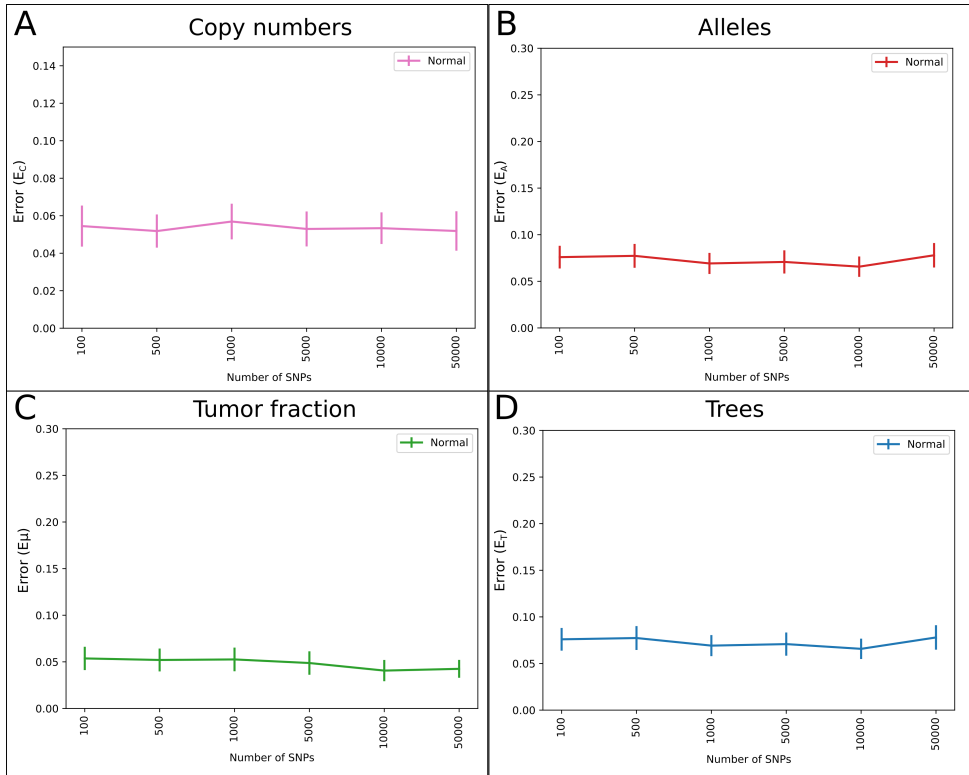 A
Copy numbers
Normal
0.14
0.12
0.10
0.08
0.06
0.04
0.02
0.00
Error (E_C)
100
500
1000
5000
10000
50000
Number of SNPs
B
Alleles
Normal
0.30
0.25
0.20
0.15
0.10
0.05
0.00
Error (E_A)
100
500
1000
5000
10000
50000
Number of SNPs
C
Tumor fraction
Normal
0.30
0.25
0.20
0.15
0.10
0.05
0.00
Error (Eμ)
100
500
1000
5000
10000
50000
Number of SNPs
D
Trees
Normal
0.30
0.25
0.20
0.15
0.10
0.05
0.00
Error (E_T)
100
500
1000
5000
10000
50000
Number of SNPs